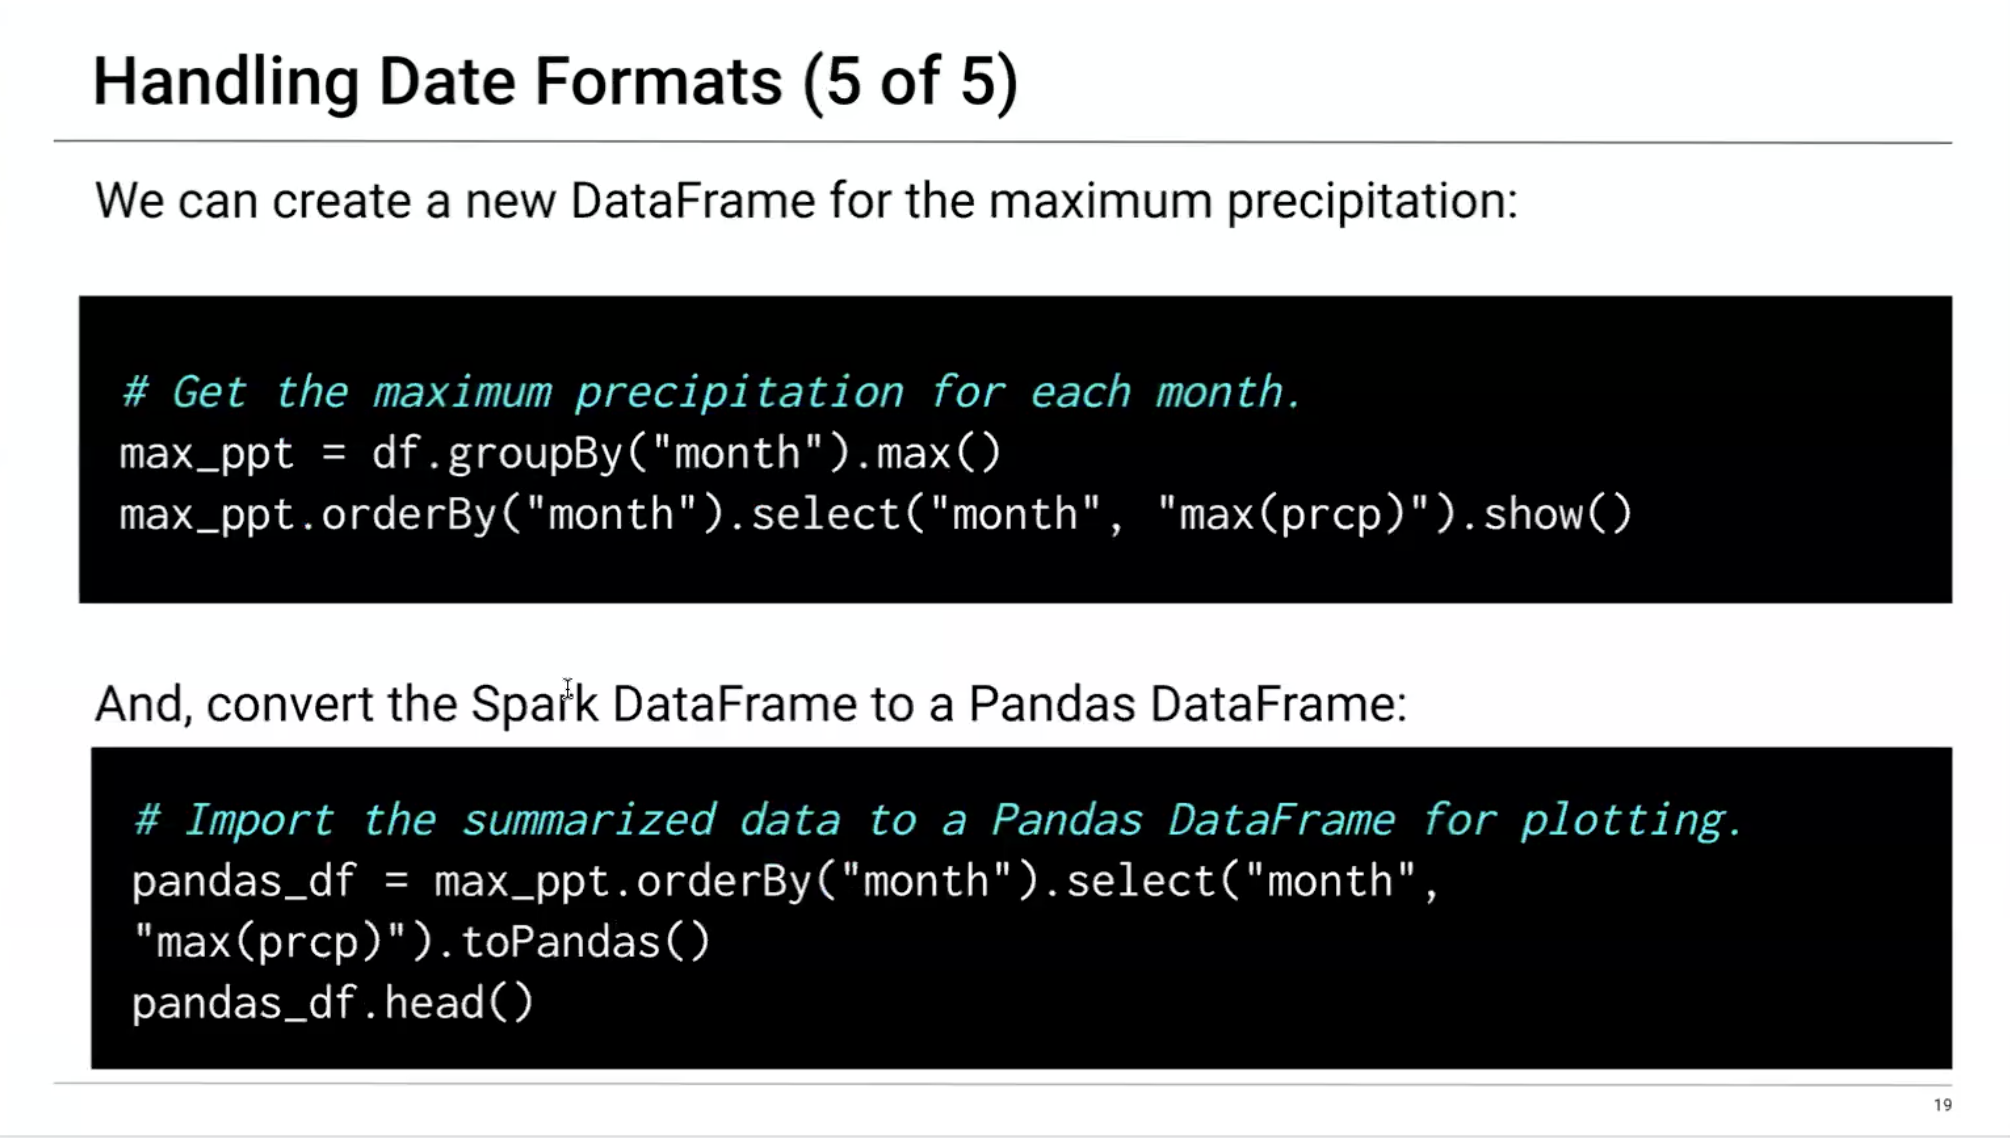 Handling Date Formats (5 of 5)
We can create a new DataFrame for the maximum precipitation:
# Get the maximum precipitation for each month.
max_ppt = df.groupBy("month").max()
max_ppt.orderBy("month").select("month", "max(prcp)").show()
And, convert the Spark DataFrame to a Pandas DataFrame:
# Import the summarized data to a Pandas DataFrame for plotting.
pandas_df = max_ppt.orderBy("month").select("month",
"max(prcp)").toPandas()
pandas_df.head()
19